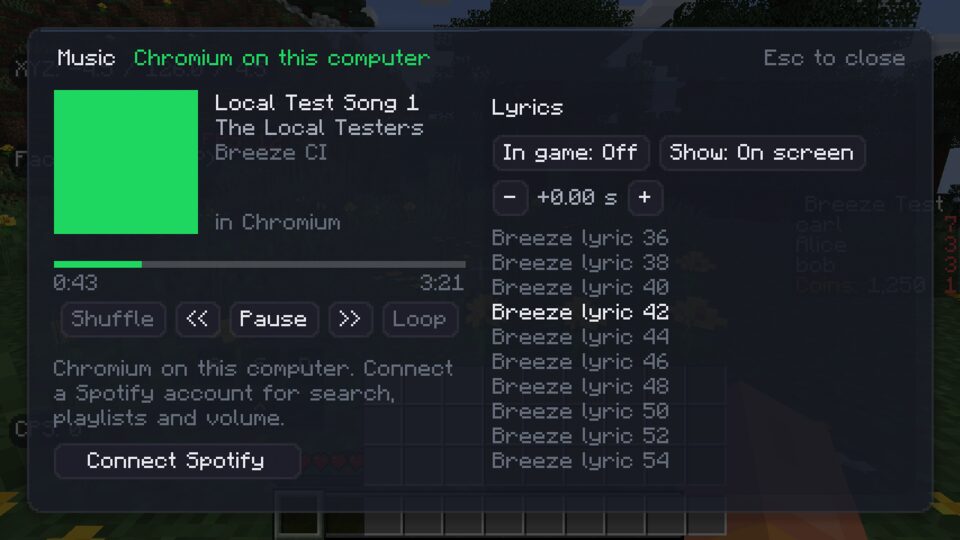 Music Chromium on this computer
Esc to close
Local Test Song 1
The Local Testers
Breeze CI
in Chromium
0:43
3:21
Shuffle
<<
Pause
>>
Loop
Chromium on this computer. Connect
a Spotify account for search,
playlists and volume.
Connect Spotify
Lyrics
In game: Off
Show: On screen
-
+0.00 s
+
Breeze lyric 36
Breeze lyric 38
Breeze lyric 40
Breeze lyric 42
Breeze lyric 44
Breeze lyric 46
Breeze lyric 48
Breeze lyric 50
Breeze lyric 52
Breeze lyric 54
Breeze Test
carl
Alice
bob
Coins: 1,250